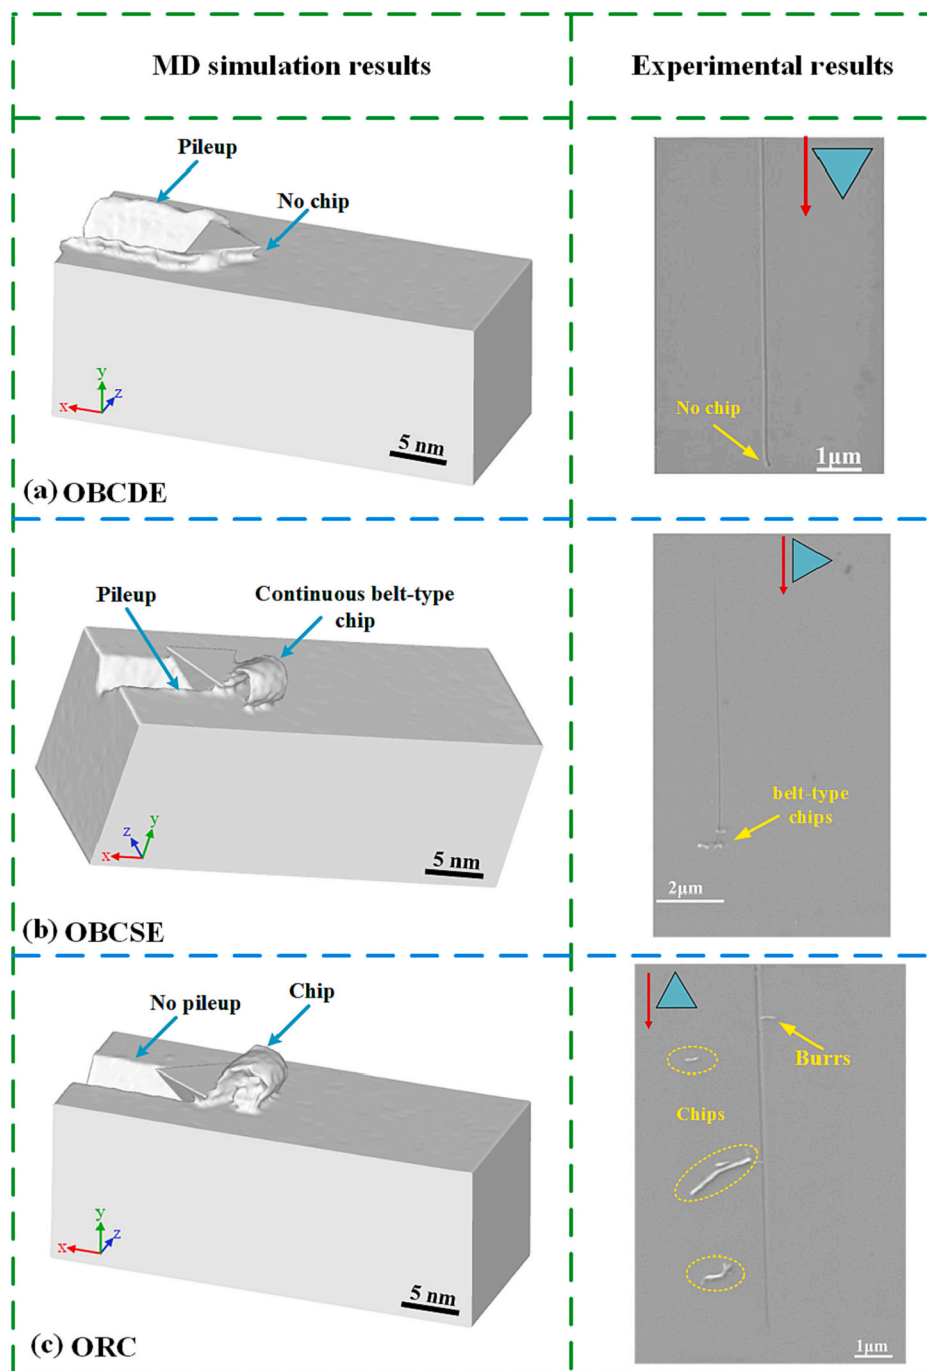 MD simulation results
Experimental results
Pileup
No chip
y
z
x
5 nm
No chip
1μm
(a) OBCDE
Pileup
Continuous belt-type
chip
z
y
x
5 nm
belt-type
chips
2μm
(b) OBCSE
No pileup
Chip
y
z
x
5 nm
Burrs
Chips
1μm
(c) ORC